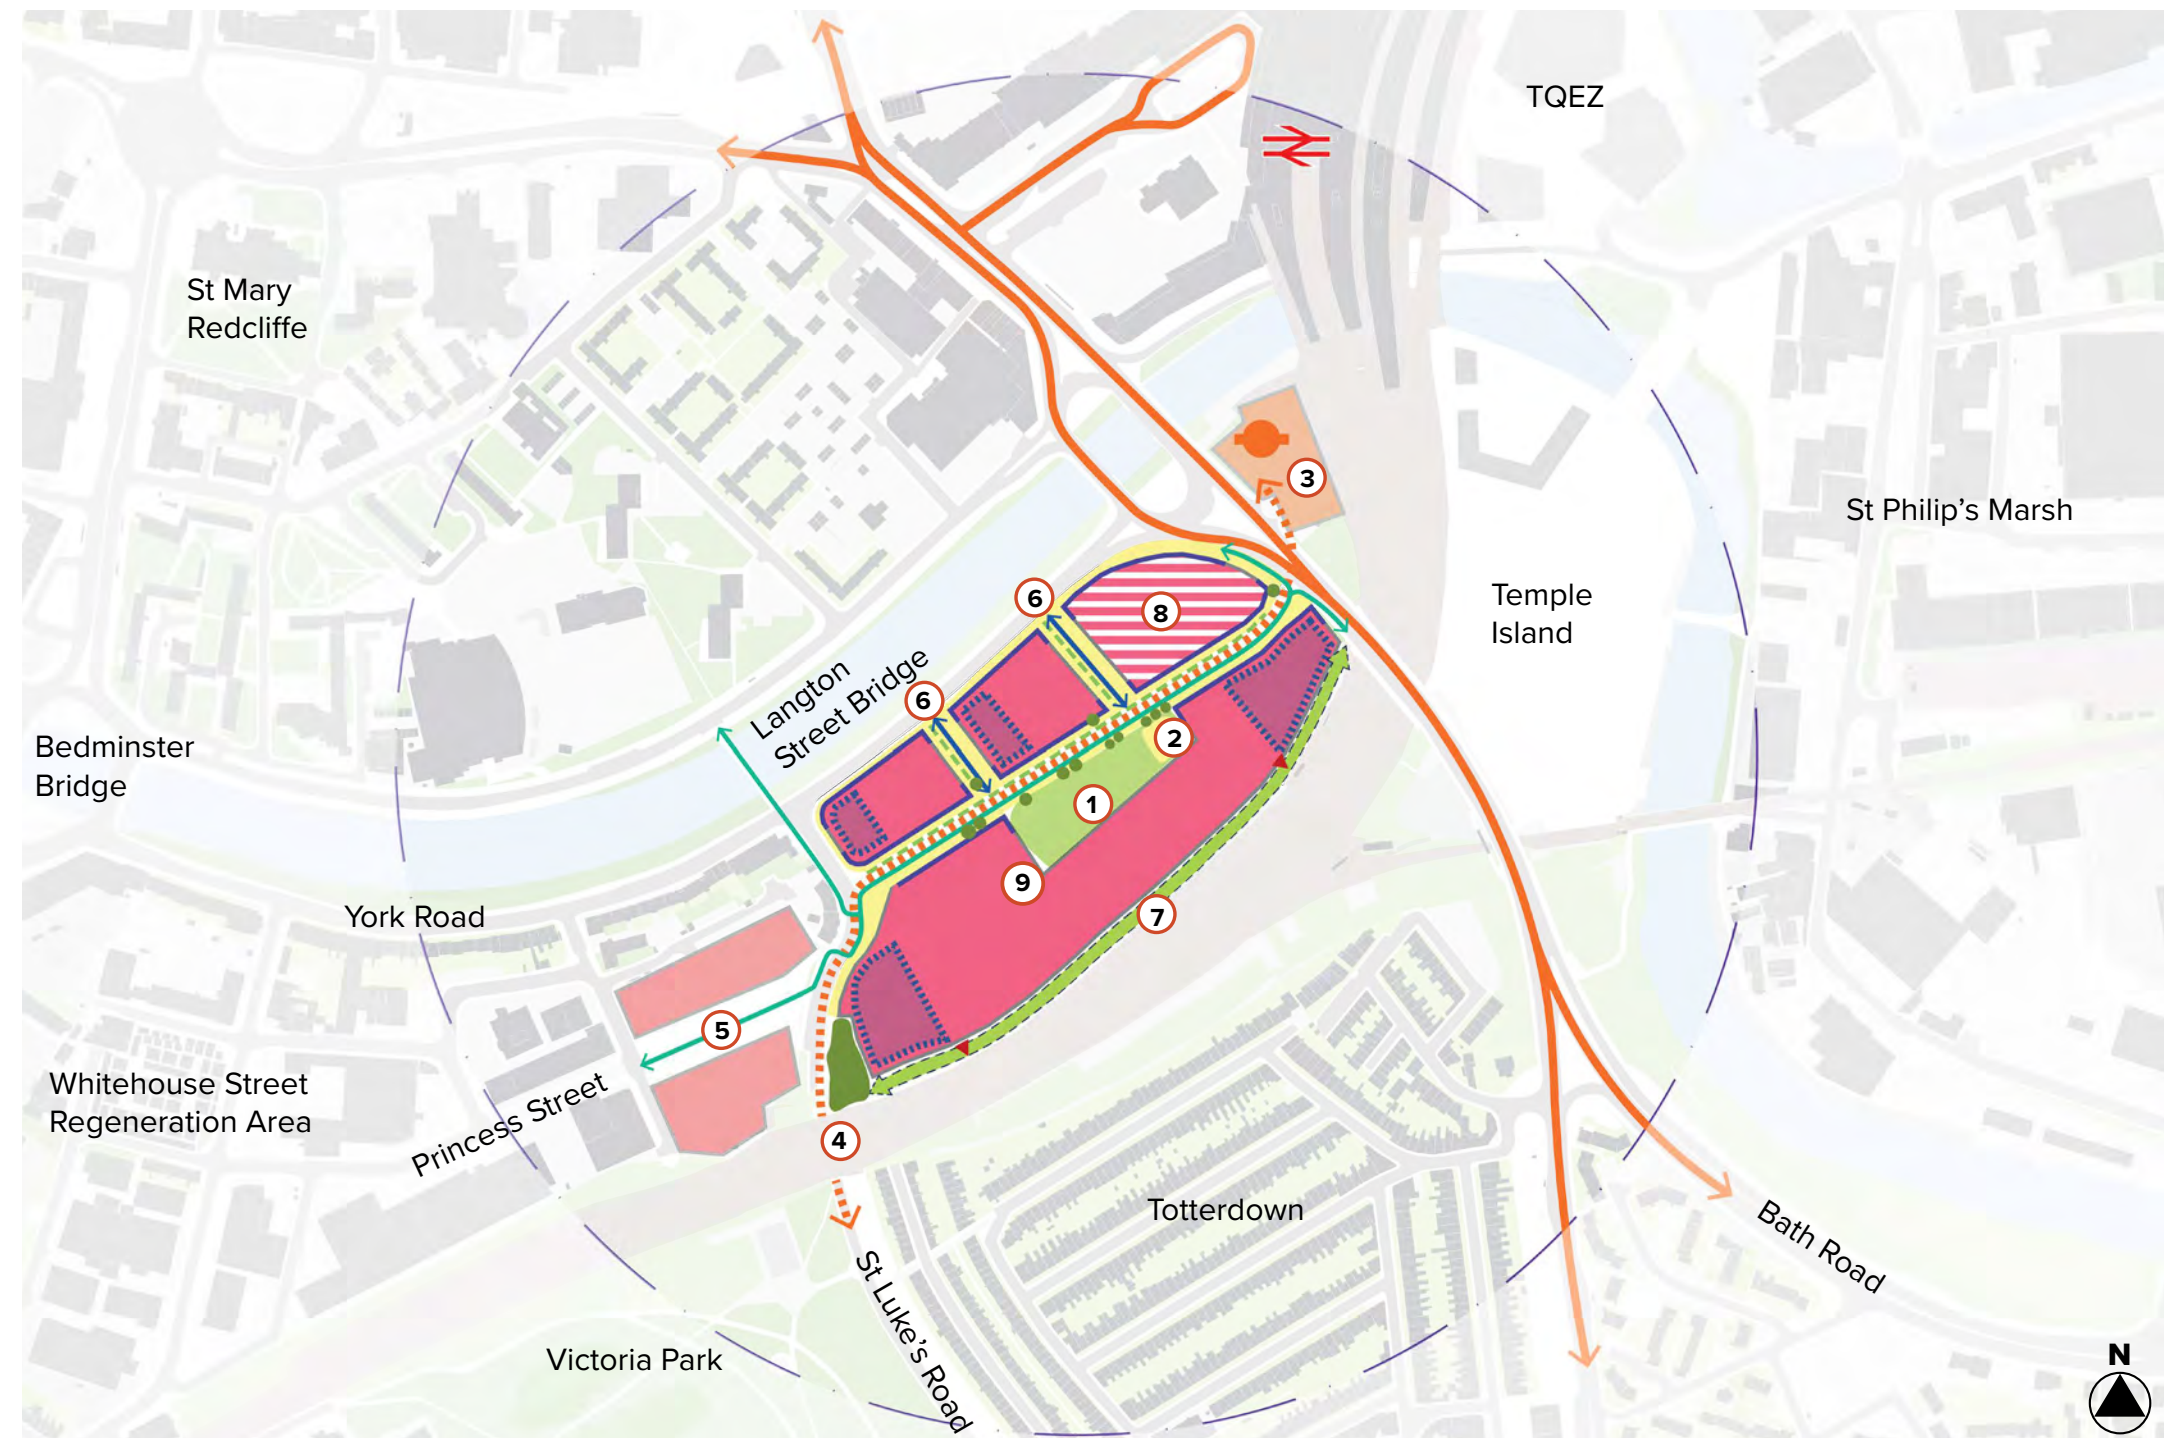 TQEZ
St Mary
Redcliffe
3
St Philip's Marsh
6
8
Temple
Island
Langton
Street Bridge
6
2
Bedminster
Bridge
1
9
York Road
7
5
Whitehouse Street
Regeneration Area
Princess Street
4
Totterdown
Bath Road
St Luke's Road
Victoria Park
N